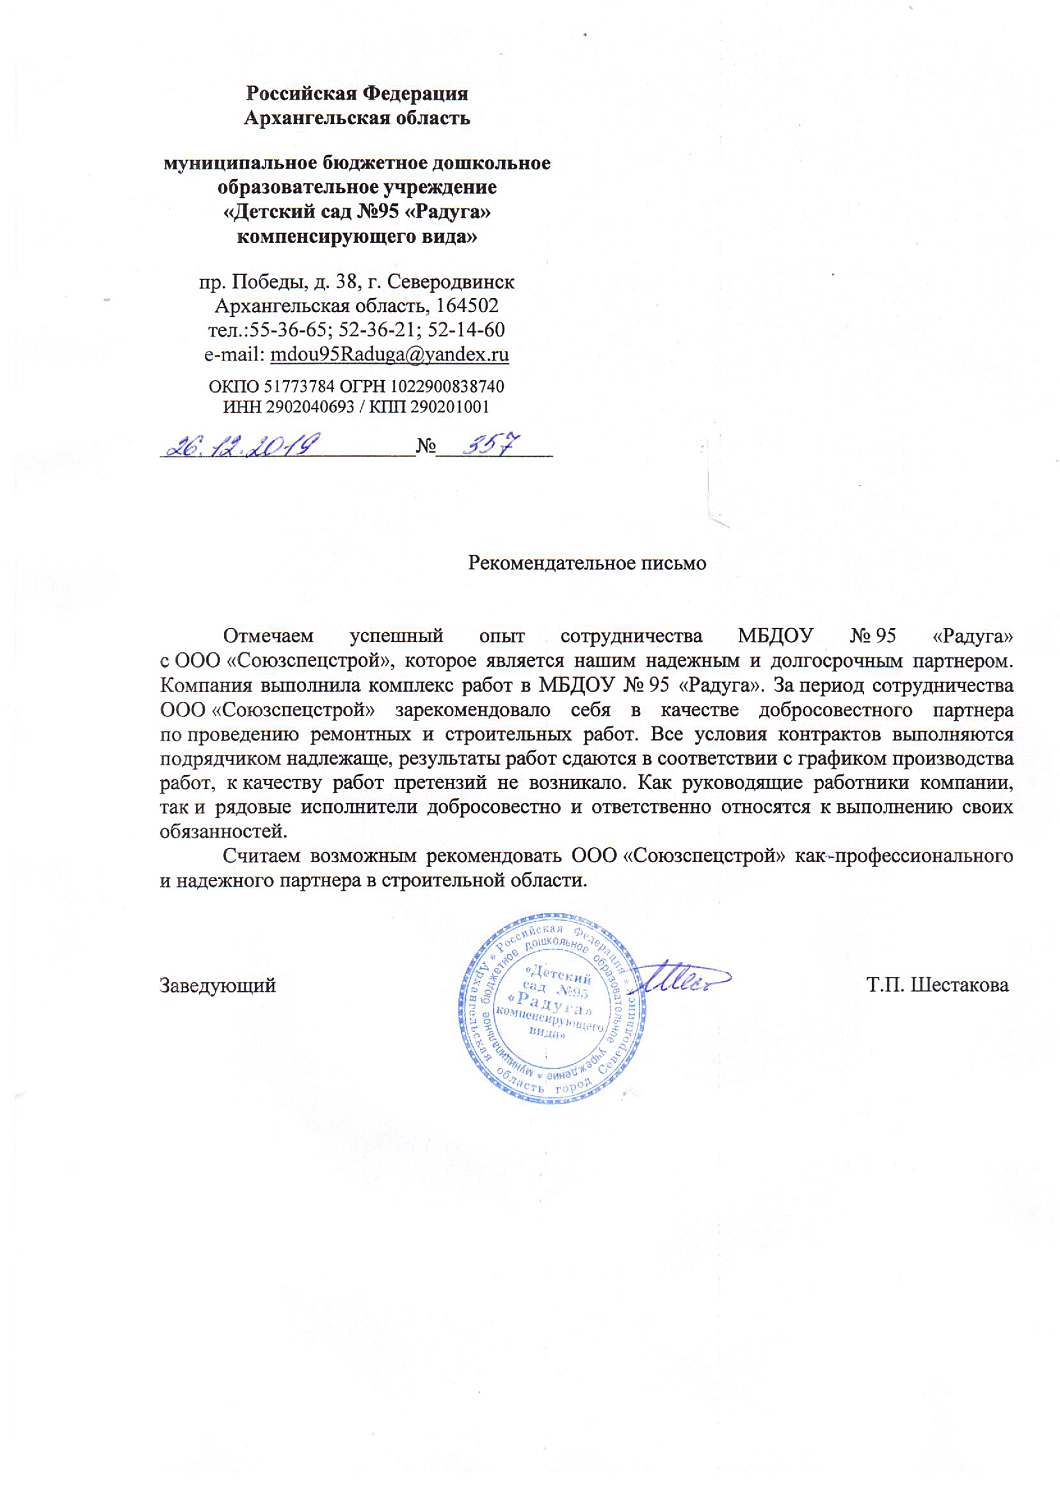 Российская Федерация
Архангельская область
муниципальное бюджетное дошкольное
образовательное учреждение
«Детский сад №95 «Радуга»
компенсирующего вида»
пр. Победы, д. 38, г. Северодвинск
Архангельская область, 164502
тел.:55-36-65; 52-36-21; 52-14-60
e-mail: mdou95Raduga@yandex.ru
ОКПО 51773784 ОГРН 1022900838740
ИНН 2902040693 / КПП 290201001
26.12.2019 № 357
Рекомендательное письмо
Отмечаем успешный опыт сотрудничества МБДОУ № 95 «Радуга»
с ООО «Союзспецстрой», которое является нашим надежным и долгосрочным партнером.
Компания выполнила комплекс работ в МБДОУ № 95 «Радуга». За период сотрудничества
ООО «Союзспецстрой» зарекомендовало себя в качестве добросовестного партнера
по проведению ремонтных и строительных работ. Все условия контрактов выполняются
подрядчиком надлежаще, результаты работ сдаются в соответствии с графиком производства
работ, к качеству работ претензий не возникало. Как руководящие работники компании,
так и рядовые исполнители добросовестно и ответственно относятся к выполнению своих
обязанностей.
Считаем возможным рекомендовать ООО «Союзспецстрой» как профессионального
и надежного партнера в строительной области.
Заведующий Т.П. Шестакова
Российская Федерация * Архангельская область город Северодвинск *
муниципальное бюджетное дошкольное образовательное учреждение *
«Детский
сад №95
«Радуга»
компенсирующего
вида»